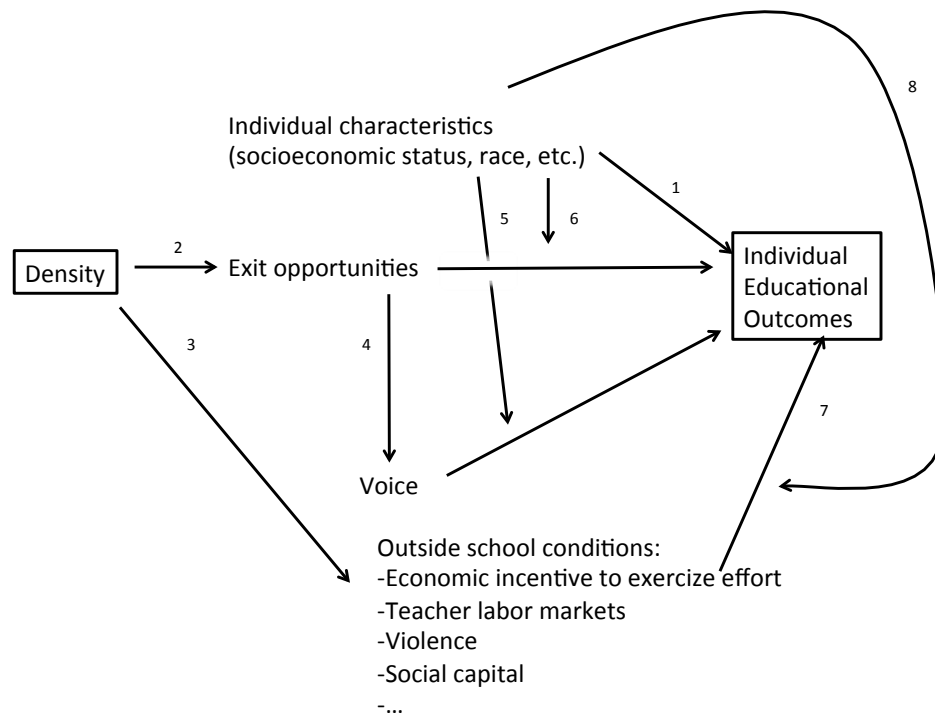 8
Individual characteristics
(socioeconomic status, race, etc.)
1
5
6
2
Density
Exit opportunities
Individual
Educational
Outcomes
3
4
7
Voice
Outside school conditions:
-Economic incentive to exercize effort
-Teacher labor markets
-Violence
-Social capital
-...